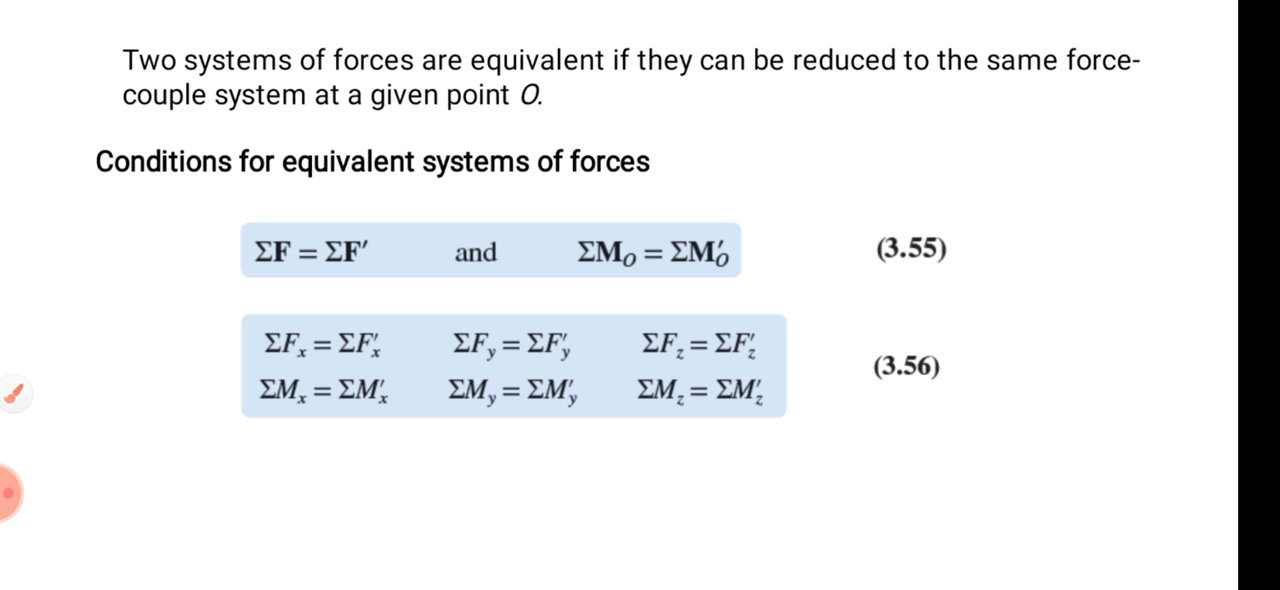 Two systems of forces are equivalent if they can be reduced to the same force-
couple system at a given point O.
Conditions for equivalent systems of forces
ΣF = ΣF′ and ΣM_O = ΣM′_O (3.55)
ΣF_x = ΣF′_x ΣF_y = ΣF′_y ΣF_z = ΣF′_z
ΣM_x = ΣM′_x ΣM_y = ΣM′_y ΣM_z = ΣM′_z
(3.56)